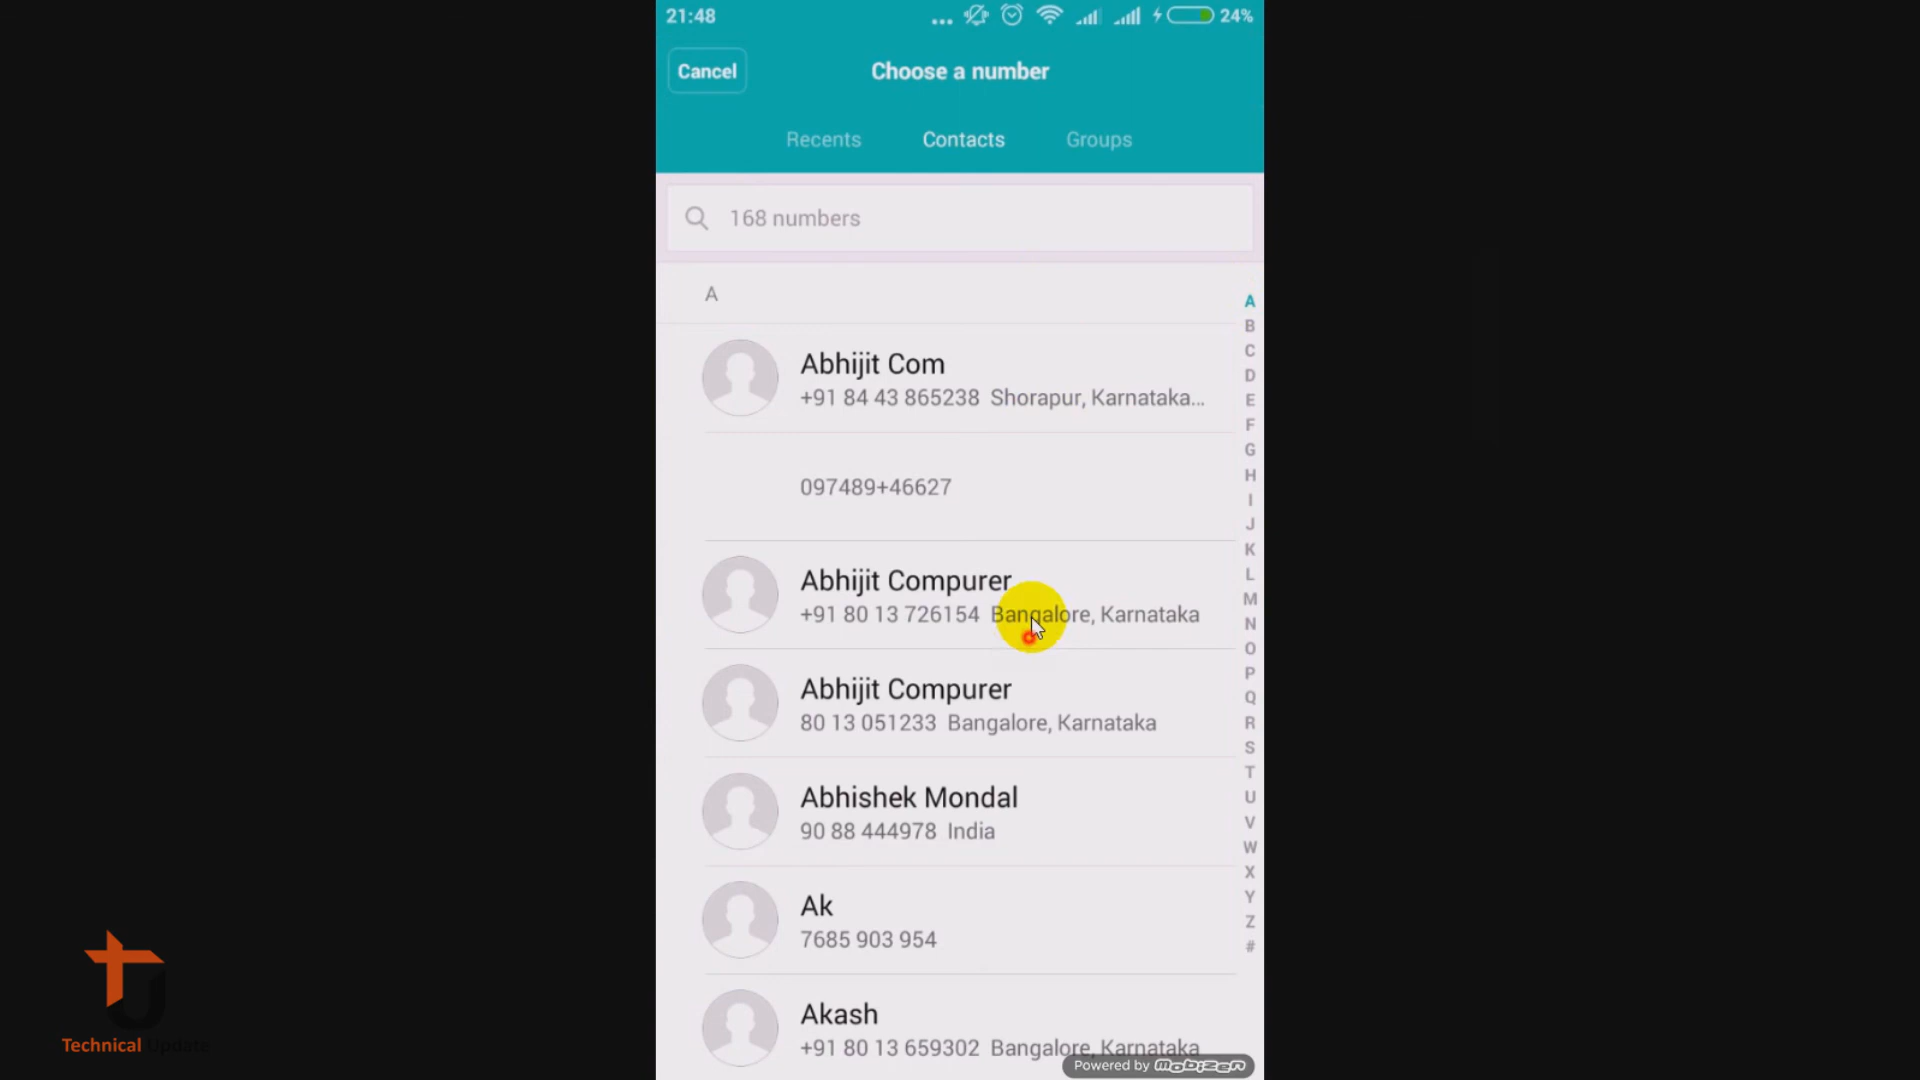 21:48 ... 24%
Cancel Choose a number
Recents Contacts Groups
168 numbers
A
Abhijit Com
+91 84 43 865238 Shorapur, Karnataka...
097489+46627
Abhijit Compurer
+91 80 13 726154 Bangalore, Karnataka
Abhijit Compurer
80 13 051233 Bangalore, Karnataka
Abhishek Mondal
90 88 444978 India
Ak
7685 903 954
Akash
+91 80 13 659302 Bangalore, Karnataka
A
B
C
D
E
F
G
H
I
J
K
L
M
N
O
P
Q
R
S
T
U
V
W
X
Y
Z
#
Technical Update
Powered by mobizen